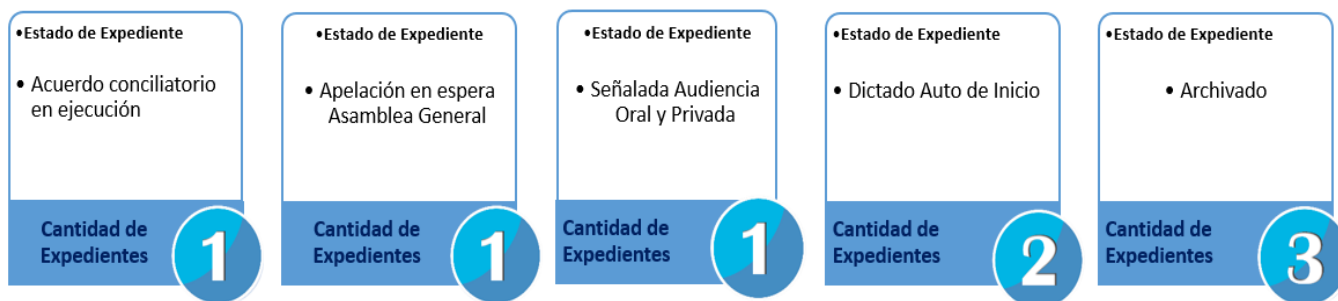 •Estado de Expediente
• Acuerdo conciliatorio
en ejecución
Cantidad de
Expedientes
1
•Estado de Expediente
• Apelación en espera
Asamblea General
Cantidad de
Expedientes
1
•Estado de Expediente
• Señalada Audiencia
Oral y Privada
Cantidad de
Expedientes
1
•Estado de Expediente
• Dictado Auto de Inicio
Cantidad de
Expedientes
2
•Estado de Expediente
• Archivado
Cantidad de
Expedientes
3